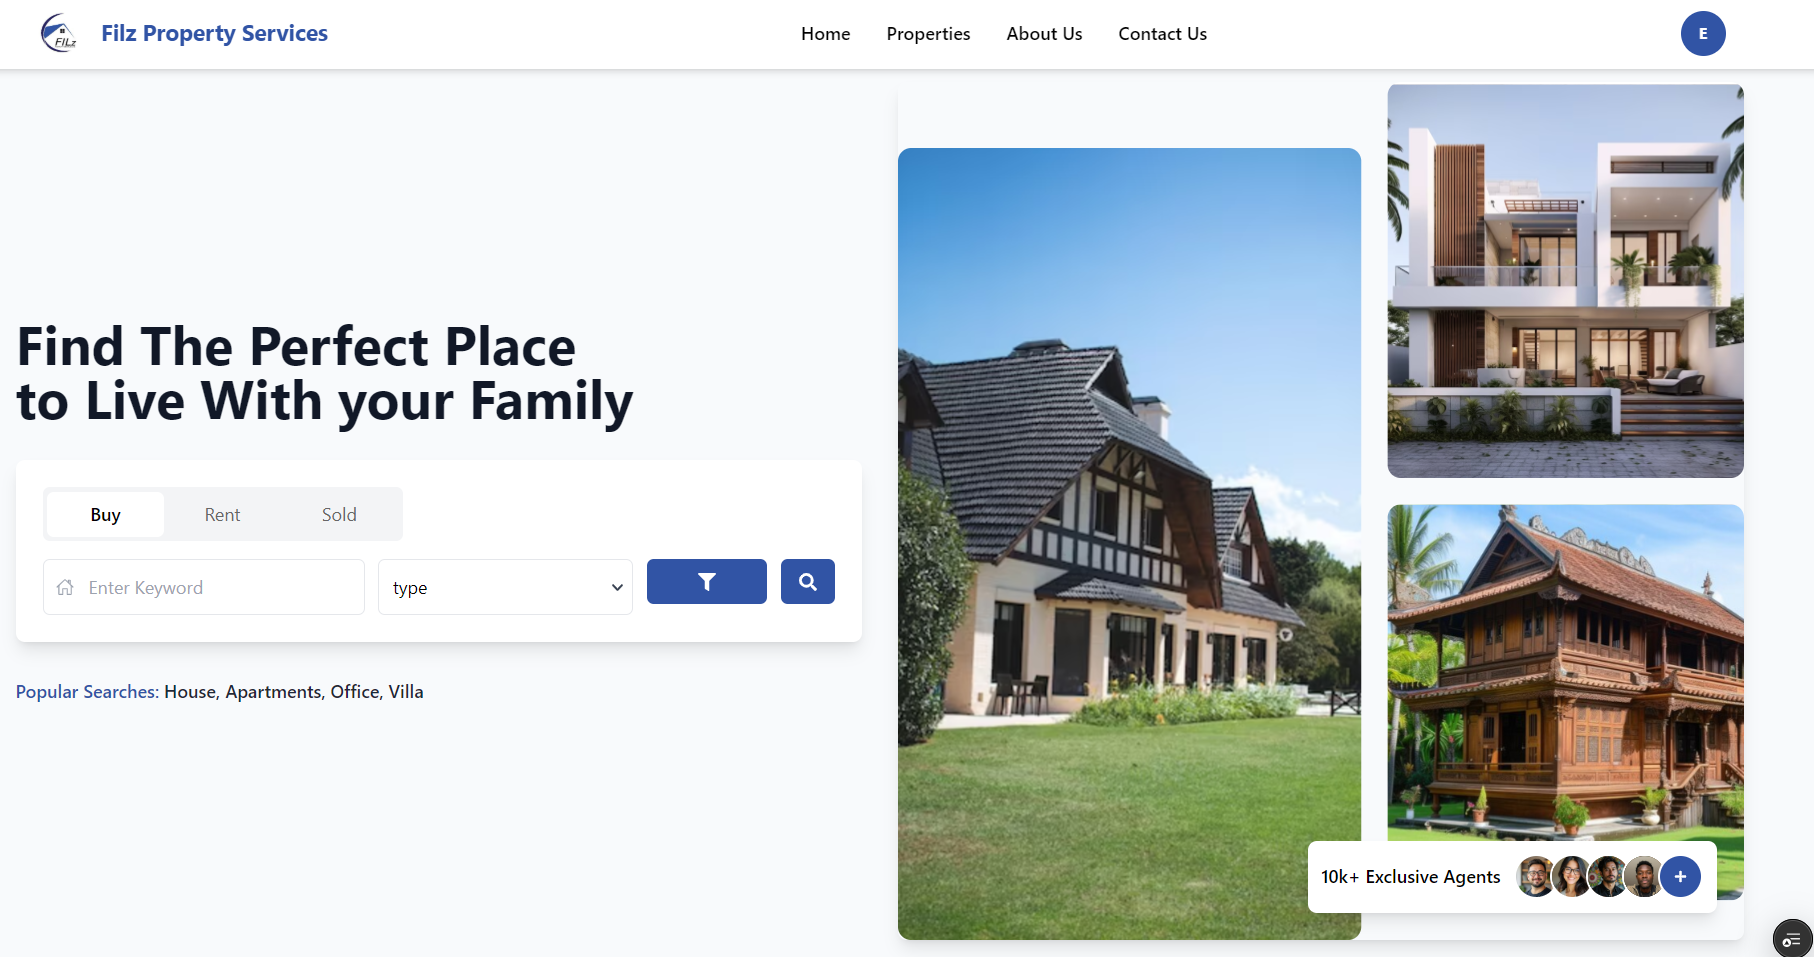 FILz
Filz Property Services
Home
Properties
About Us
Contact Us
E
Find The Perfect Place
to Live With your Family
Buy
Rent
Sold
Enter Keyword
type
Popular Searches: House, Apartments, Office, Villa
10k+ Exclusive Agents